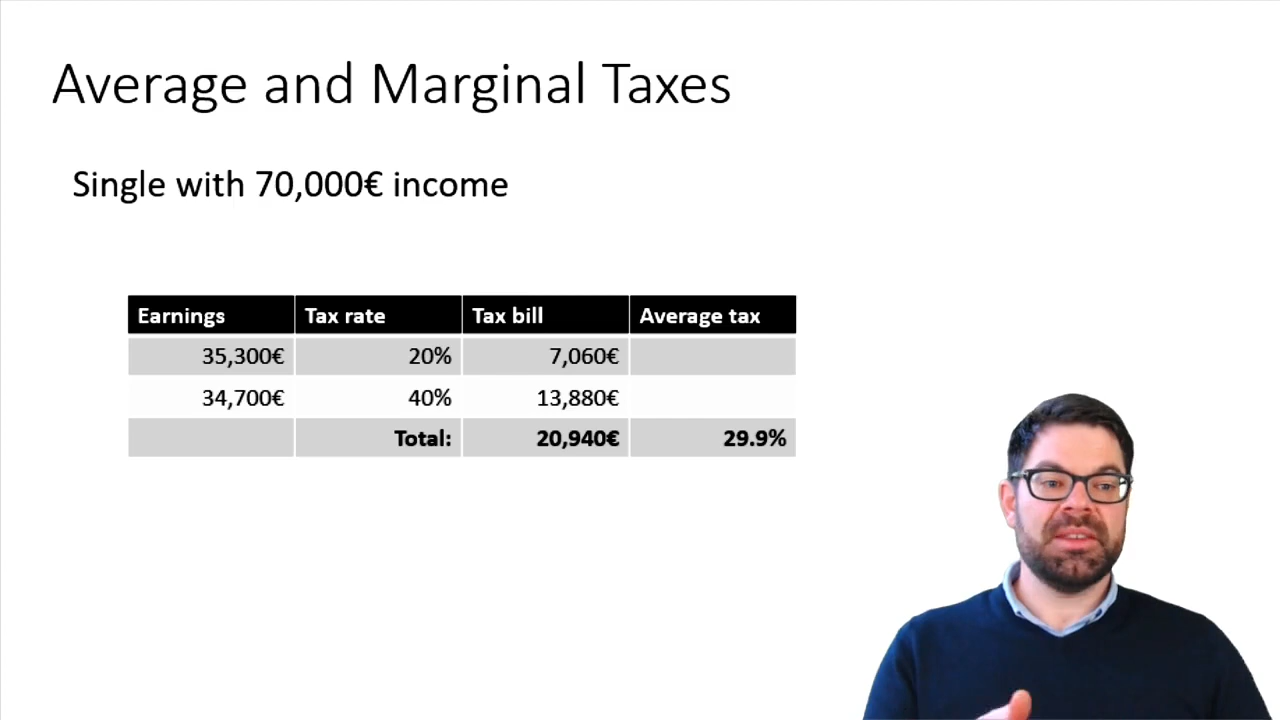 Average and Marginal Taxes
Single with 70,000€ income
Earnings Tax rate Tax bill Average tax
35,300€ 20% 7,060€
34,700€ 40% 13,880€
Total: 20,940€ 29.9%